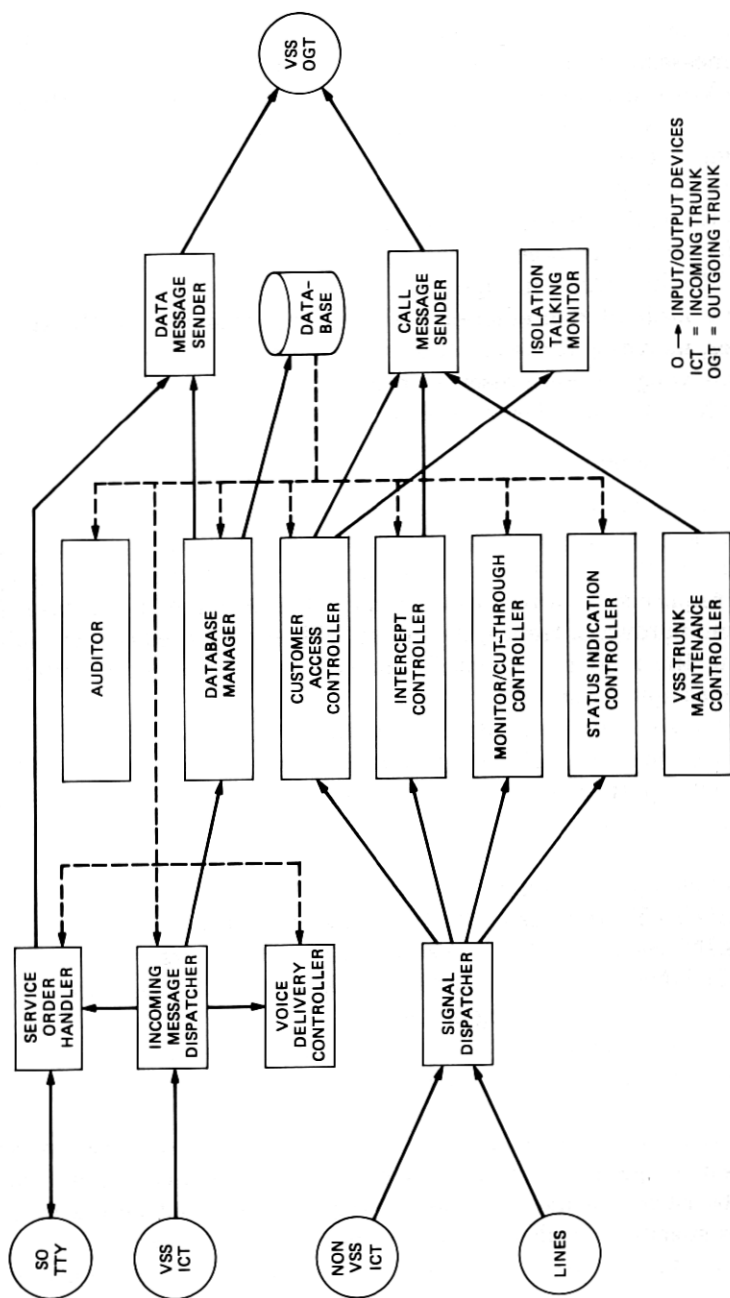 SO
TTY
VSS
ICT
NON
VSS
ICT
LINES
SERVICE
ORDER
HANDLER
INCOMING
MESSAGE
DISPATCHER
VOICE
DELIVERY
CONTROLLER
SIGNAL
DISPATCHER
AUDITOR
DATABASE
MANAGER
CUSTOMER
ACCESS
CONTROLLER
INTERCEPT
CONTROLLER
MONITOR/CUT-THROUGH
CONTROLLER
STATUS INDICATION
CONTROLLER
VSS TRUNK
MAINTENANCE
CONTROLLER
DATA
MESSAGE
SENDER
DATA-
BASE
CALL
MESSAGE
SENDER
ISOLATION
TALKING
MONITOR
VSS
OGT
O → INPUT/OUTPUT DEVICES
ICT = INCOMING TRUNK
OGT = OUTGOING TRUNK